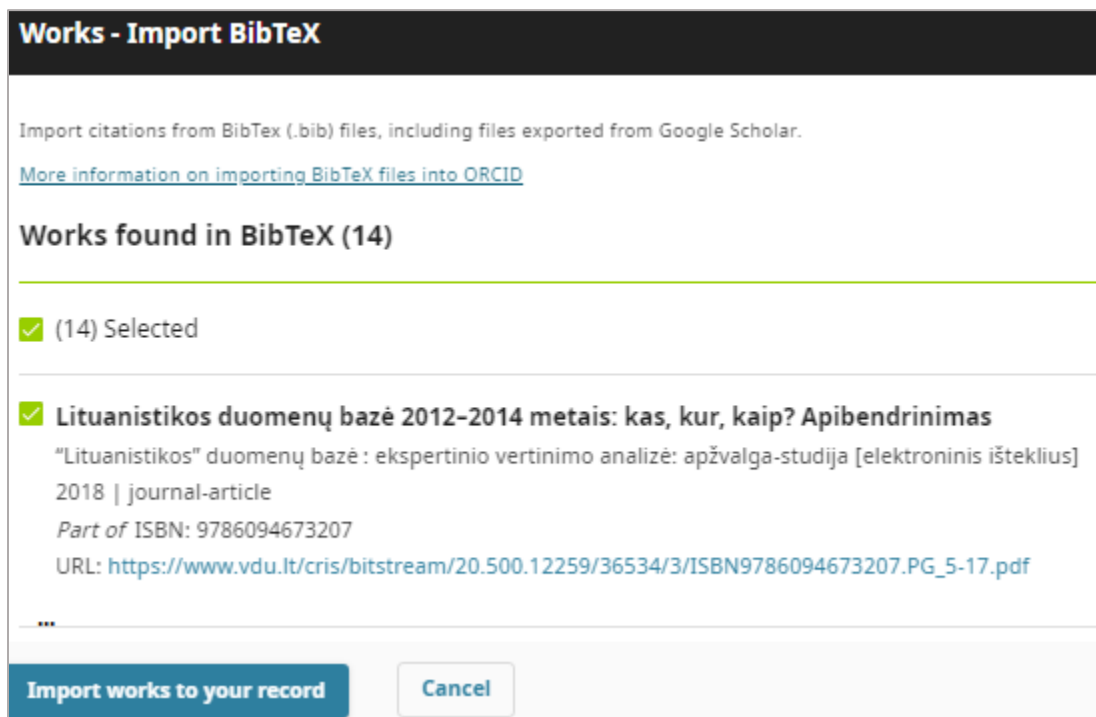 Works - Import BibTeX
Import citations from BibTex (.bib) files, including files exported from Google Scholar.
More information on importing BibTeX files into ORCID
Works found in BibTeX (14)
(14) Selected
Lituanistikos duomenų bazė 2012–2014 metais: kas, kur, kaip? Apibendrinimas
“Lituanistikos” duomenų bazė : ekspertinio vertinimo analizė: apžvalga-studija [elektroninis išteklius]
2018 | journal-article
Part of ISBN: 9786094673207
URL: https://www.vdu.lt/cris/bitstream/20.500.12259/36534/3/ISBN9786094673207.PG_5-17.pdf
...
Import works to your record Cancel